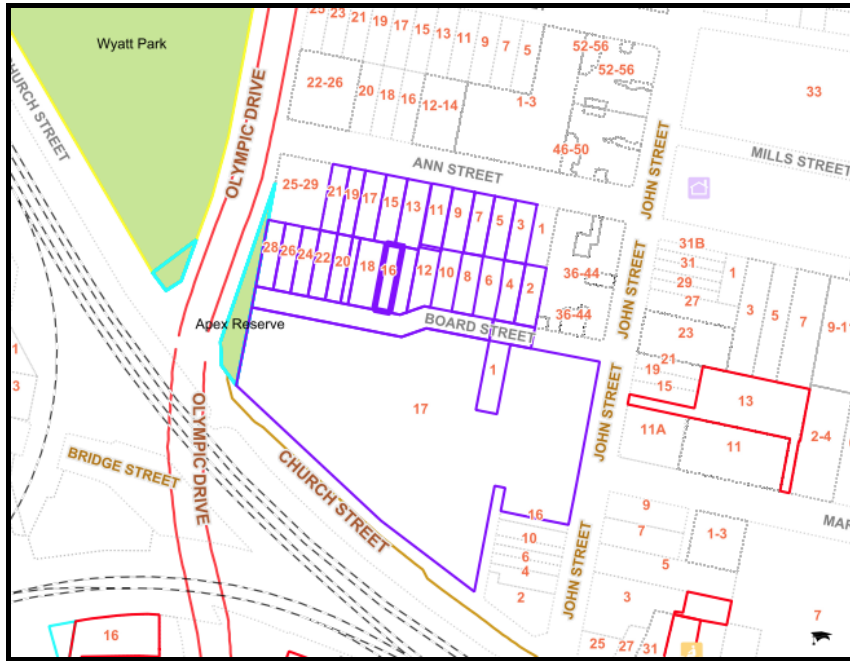 Wyatt Park
HURCH STREET
OLYMPIC DRIVE
25 23 21 19 17 15 13 11 9 7 5
52-56
52-56
33
22-26 20 18 16 12-14 1-3
46-50
JOHN STREET
MILLS STREET
ANN STREET
25-29 21 19 17 15 13 11 9 7 5 3 1
28 26 24 22 20 18 16 12 10 8 6 4 2
36-44
36-44
JOHN STREET
31B
31
29
27
1 3 5 7 9-11
23
21
19
15
13
11A 11 2-4
Apex Reserve
BOARD STREET
1
17
JOHN STREET
OLYMPIC DRIVE
CHURCH STREET
BRIDGE STREET
1
3
16
10
6
4
2
JOHN STREET
9
7
5
3
1-3
MAR
25 27 31
7
16